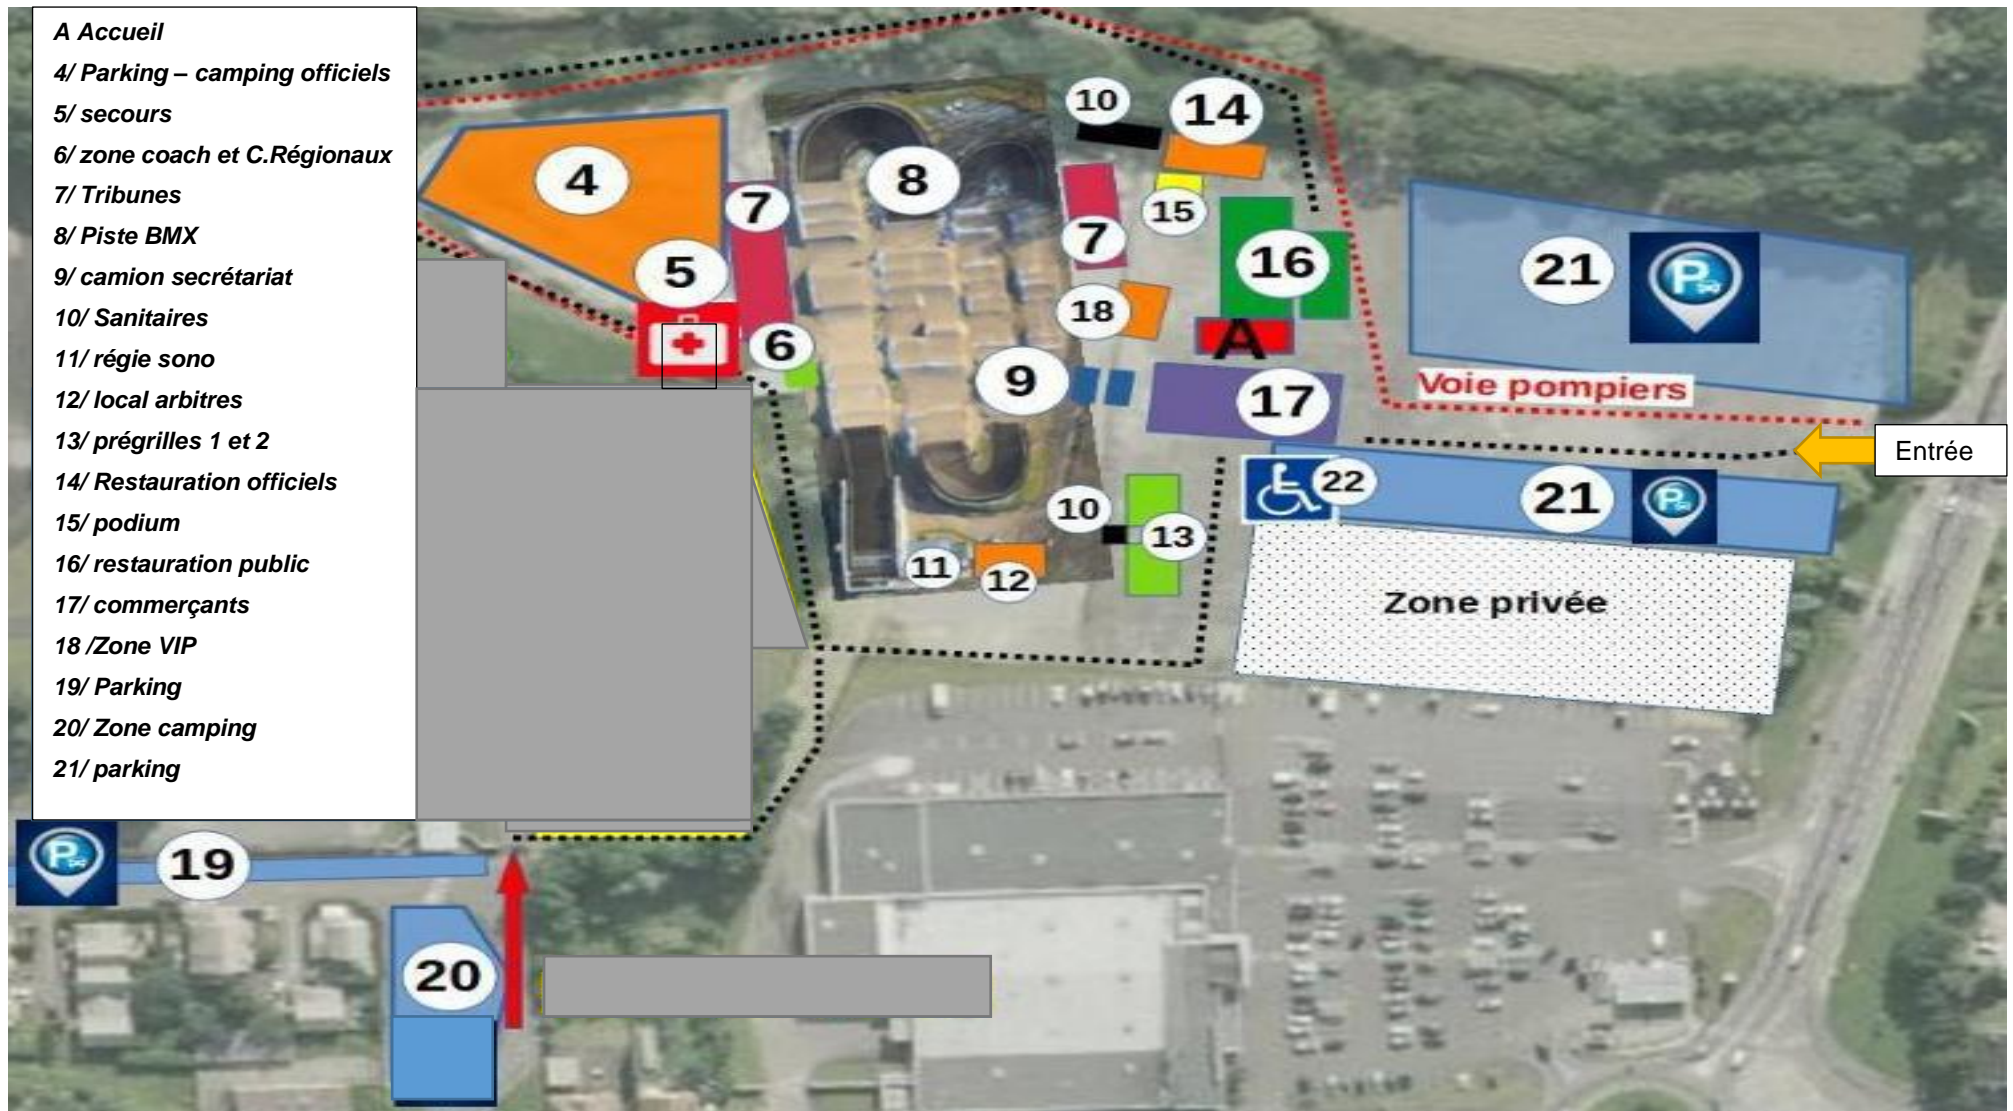 A Accueil
4/ Parking – camping officiels
5/ secours
6/ zone coach et C.Régionaux
7/ Tribunes
8/ Piste BMX
9/ camion secrétariat
10/ Sanitaires
11/ régie sono
12/ local arbitres
13/ prégrilles 1 et 2
14/ Restauration officiels
15/ podium
16/ restauration public
17/ commerçants
18 /Zone VIP
19/ Parking
20/ Zone camping
21/ parking
10
14
4
8
7
15
7
5
16
21
P
18
6
A
9
17
Voie pompiers
Entrée
22
21
P
10
13
11
12
Zone privée
P
19
20